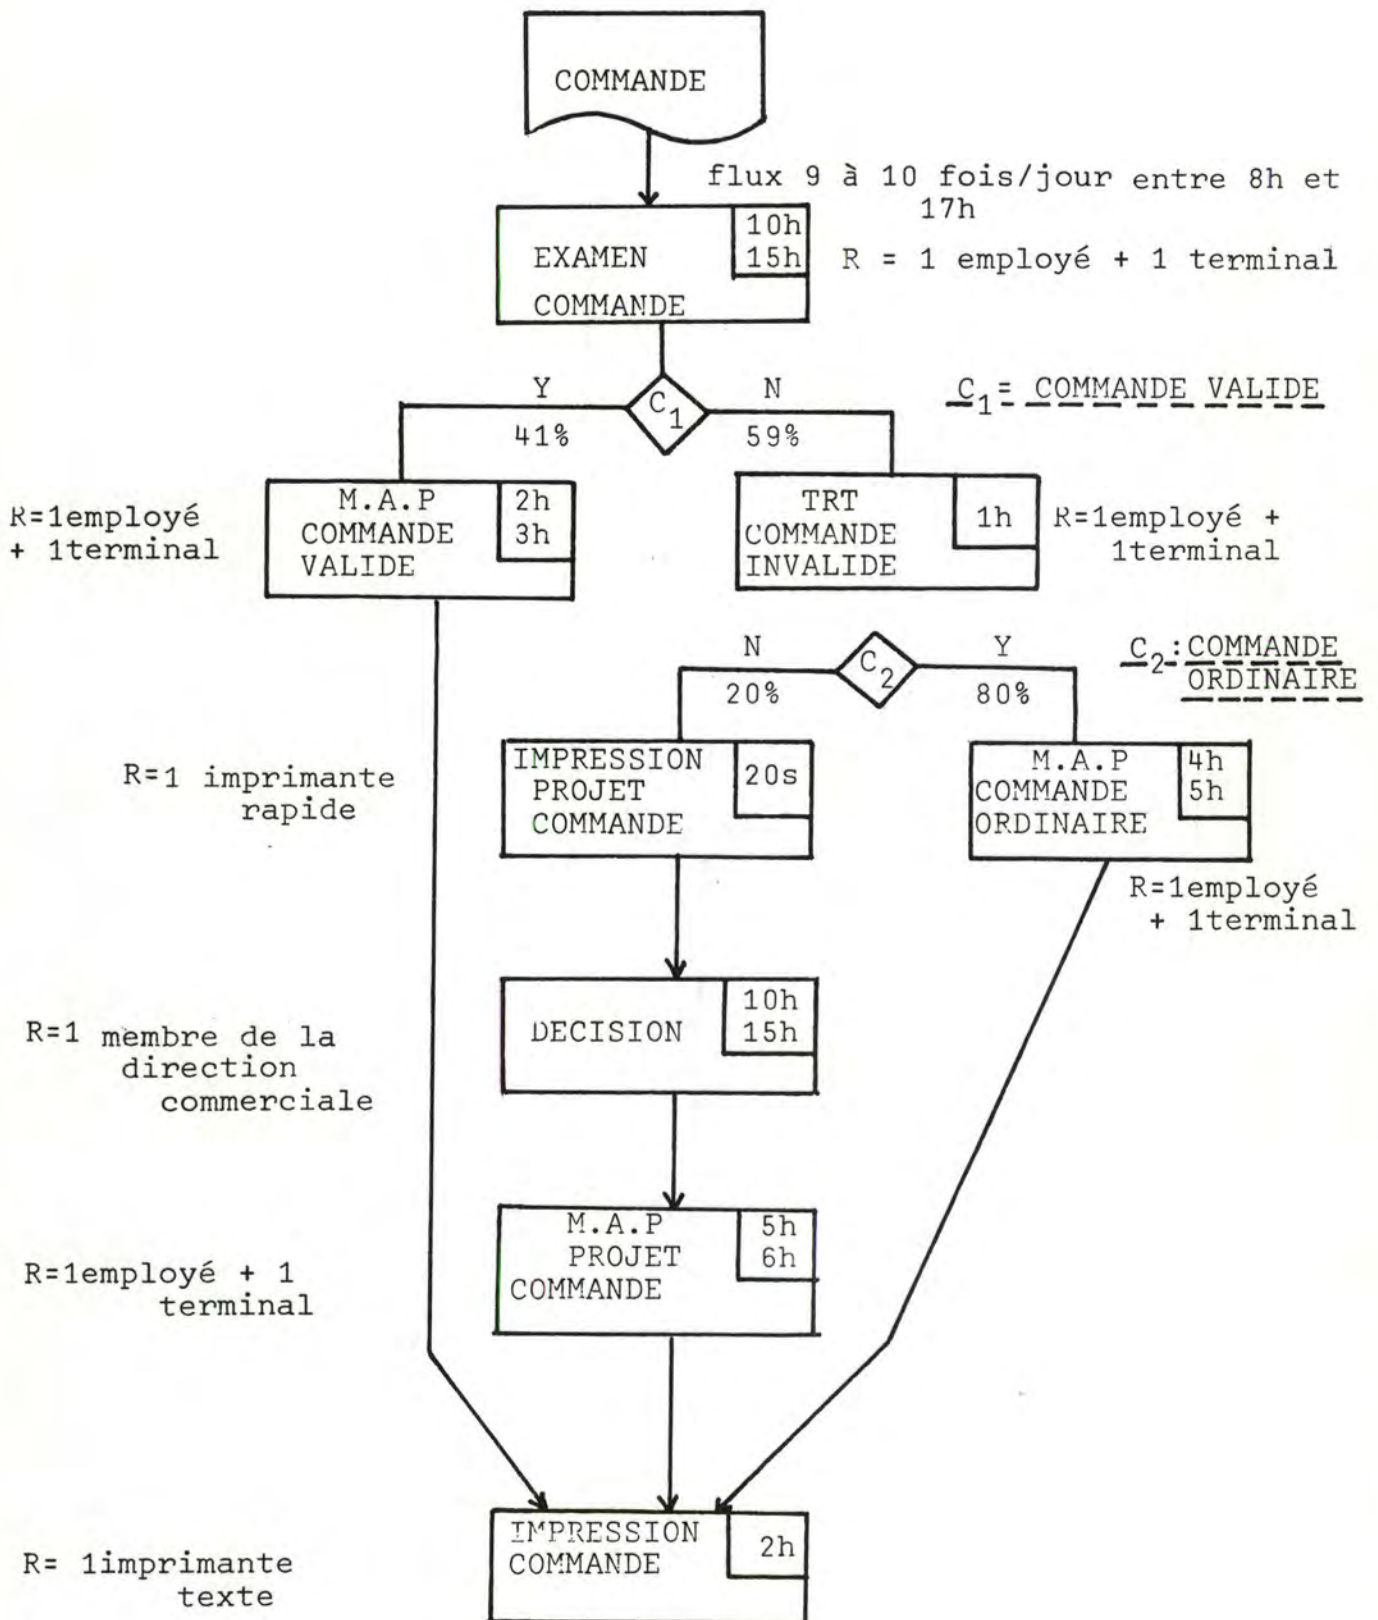 COMMANDE
flux 9 à 10 fois/jour entre 8h et
17h
10h
EXAMEN 15h
COMMANDE
R = 1 employé + 1 terminal
Y C1 N
41% 59%
C1= COMMANDE VALIDE
R=1employé
+ 1terminal
M.A.P 2h
COMMANDE 3h
VALIDE
TRT
COMMANDE 1h
INVALIDE
R=1employé +
1terminal
N C2 Y
20% 80%
C2:COMMANDE
ORDINAIRE
R=1 imprimante
rapide
IMPRESSION
PROJET 20s
COMMANDE
M.A.P 4h
COMMANDE 5h
ORDINAIRE
R=1employé
+ 1terminal
R=1 membre de la
direction
commerciale
10h
DECISION 15h
R=1employé + 1
terminal
M.A.P 5h
PROJET 6h
COMMANDE
R= 1imprimante
texte
IMPRESSION
COMMANDE 2h